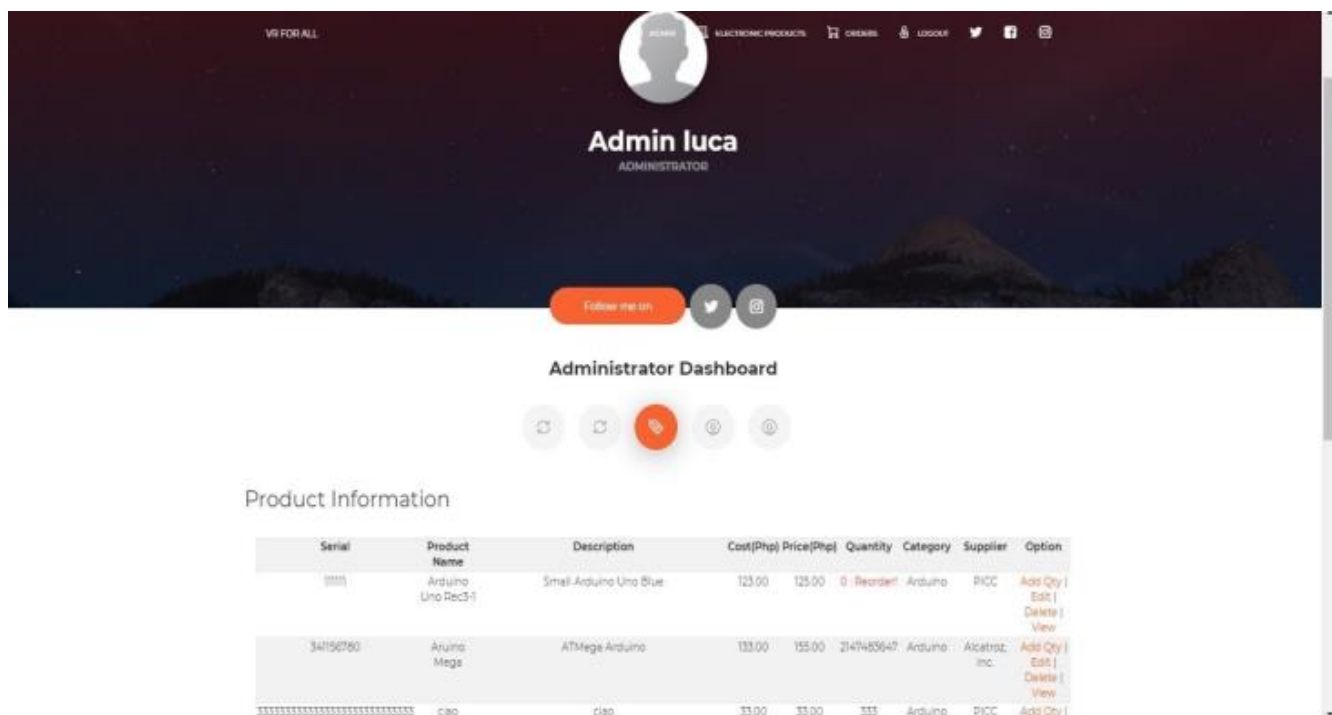 VR FOR ALL
ADMIN
ELECTRONIC PRODUCTS
ORDERS
LOGOUT
Admin luca
ADMINISTRATOR
Follow me on
Administrator Dashboard
Product Information
Serial Product Name Description Cost(Php) Price(Php) Quantity Category Supplier Option
Arduino Small Arduino Uno Blue 123.00 125.00 0 Reorder! Arduino PICC Add Qty |
Uno Rec3-1 Edit |
Delete |
View
341156780 Aruino ATMega Arduino 133.00 155.00 2147483647 Arduino Alcatroz, Add Qty |
Mega Inc. Edit |
Delete |
View
ciao ciao 33.00 33.00 333 Arduino PICC Add Qty |